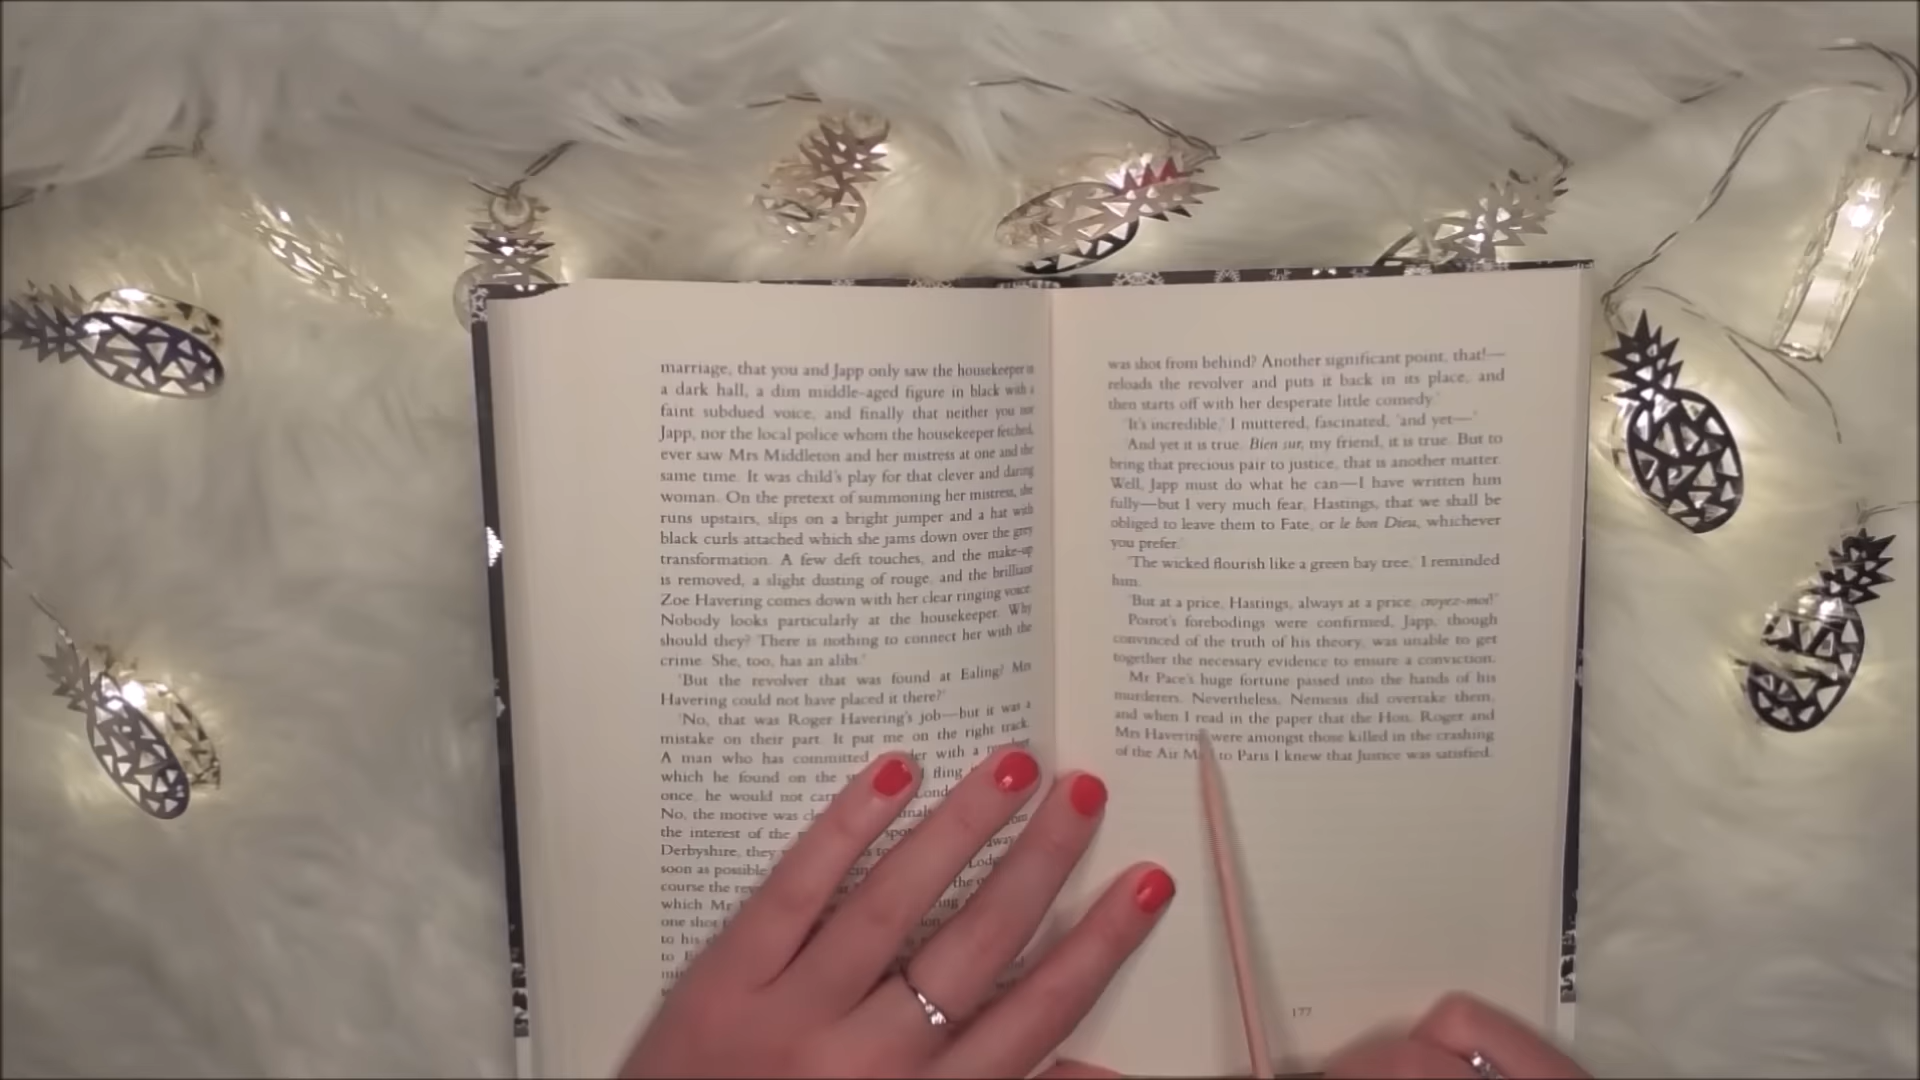 marriage, that you and Japp only saw the housekeeper in
a dark hall, a dim middle-aged figure in black with a
faint subdued voice, and finally that neither you nor
Japp, nor the local police whom the housekeeper fetched,
ever saw Mrs Middleton and her mistress at one and the
same time. It was child's play for that clever and daring
woman. On the pretext of summoning her mistress, she
runs upstairs, slips on a bright jumper and a hat with
black curls attached which she jams down over the grey
transformation. A few deft touches, and the make-up
is removed, a slight dusting of rouge, and the brilliant
Zoe Havering comes down with her clear ringing voice.
Nobody looks particularly at the housekeeper. Why
should they? There is nothing to connect her with the
crime. She, too, has an alibi.'
'But the revolver that was found at Ealing? Mrs
Havering could not have placed it there?'
'No, that was Roger Havering's job—but it was a
mistake on their part. It put me on the right track.
A man who has committed with a
which he found on the fling
once, he would not
No, the motive was
the interest of the
Derbyshire, they
soon as possible
course the
which Mr
one shot
to his
to
was shot from behind? Another significant point, that!—
reloads the revolver and puts it back in its place, and
then starts off with her desperate little comedy.'
'It's incredible,' I muttered, fascinated, 'and yet—'
'And yet it is true. Bien sur, my friend, it is true. But to
bring that precious pair to justice, that is another matter.
Well, Japp must do what he can—I have written him
fully—but I very much fear, Hastings, that we shall be
obliged to leave them to Fate, or le bon Dieu, whichever
you prefer.'
'The wicked flourish like a green bay tree,' I reminded
him.
'But at a price, Hastings, always at a price, croyez-moi!'
Poirot's forebodings were confirmed, Japp, though
convinced of the truth of his theory, was unable to get
together the necessary evidence to ensure a conviction.
Mr Pace's huge fortune passed into the hands of his
murderers. Nevertheless, Nemesis did overtake them,
and when I read in the paper that the Hon. Roger and
Mrs Havering were amongst those killed in the crashing
of the Air to Paris I knew that Justice was satisfied.
177